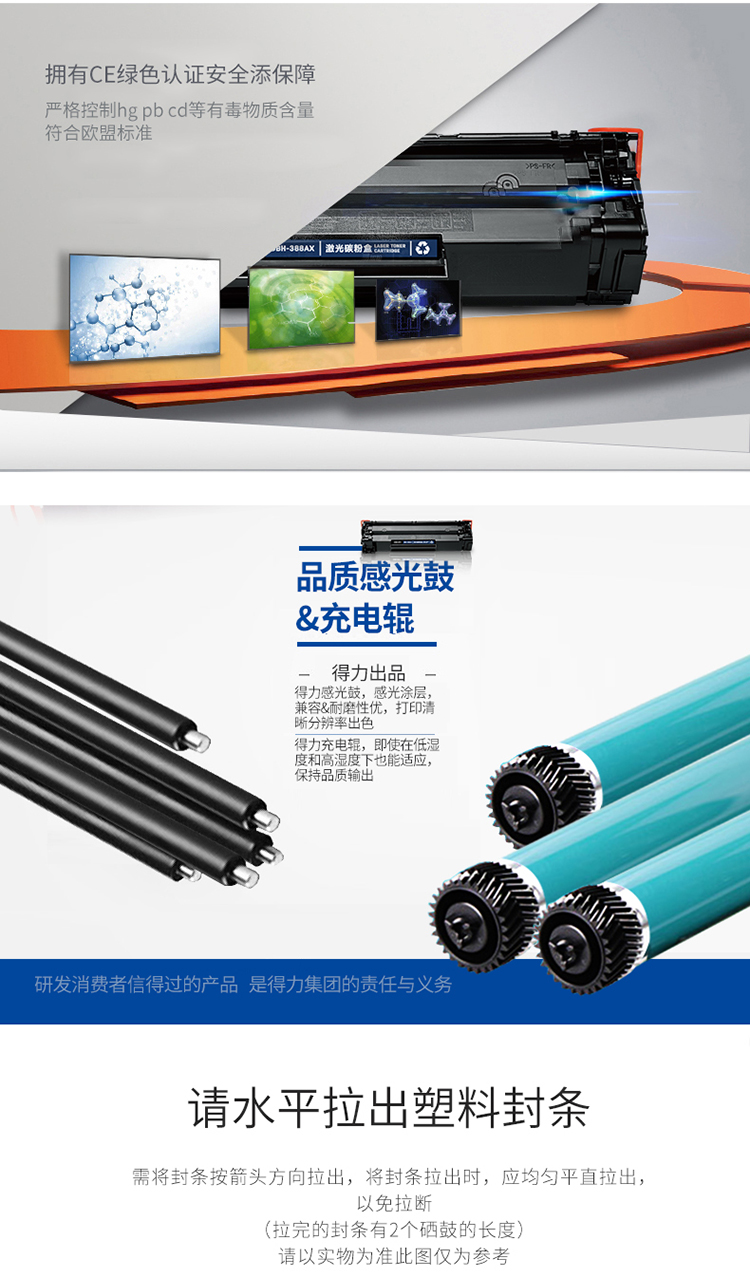 拥有CE绿色认证安全添保障
严格控制hg pb cd等有毒物质含量
符合欧盟标准
>PS-FR<
BH-388AX 激光碳粉盒 LASER TONER
CARTRIDGE
品质感光鼓
&充电辊
得力出品
得力感光鼓，感光涂层，
兼容&耐磨性优，打印清
晰分辨率出色
得力充电辊，即使在低湿
度和高湿度下也能适应，
保持品质输出
研发消费者信得过的产品 是得力集团的责任与义务
请水平拉出塑料封条
需将封条按箭头方向拉出，将封条拉出时，应均匀平直拉出，
以免拉断
（拉完的封条有2个硒鼓的长度）
请以实物为准此图仅为参考